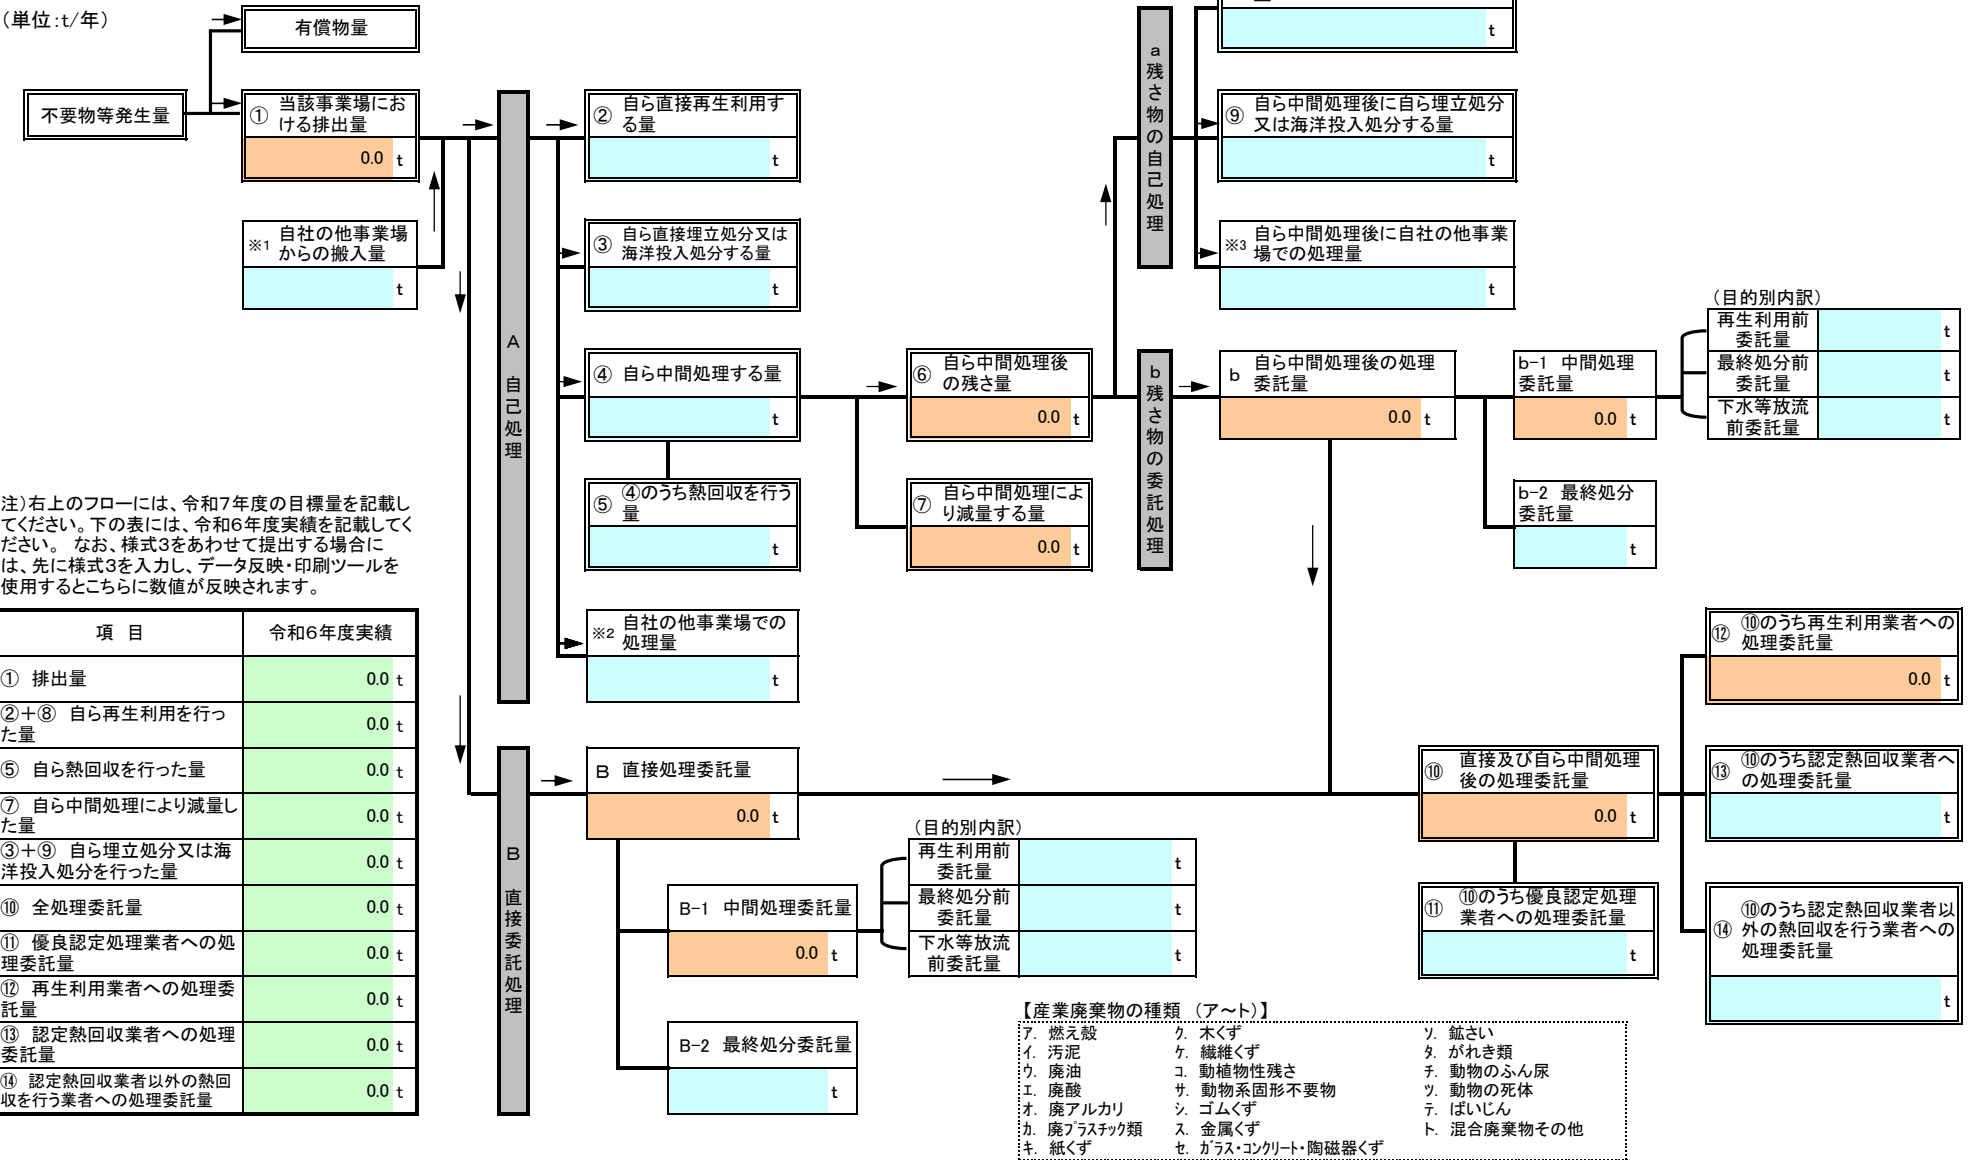 （単位：t/年）
有償物量
不要物等発生量
① 当該事業場にお
ける排出量
0.0 t
※1 自社の他事業場
からの搬入量
t
A 自己処理
② 自ら直接再生利用す
る量
t
③ 自ら直接埋立処分又は
海洋投入処分する量
t
④ 自ら中間処理する量
t
⑤ ④のうち熱回収を行う
量
t
※2 自社の他事業場での
処理量
t
⑥ 自ら中間処理後
の残さ量
0.0 t
⑦ 自ら中間処理によ
り減量する量
0.0 t
a 残さ物の自己処理
t
⑨ 自ら中間処理後に自ら埋立処分
又は海洋投入処分する量
t
※3 自ら中間処理後に自社の他事業
場での処理量
t
b 残さ物の委託処理
b 自ら中間処理後の処理
委託量
0.0 t
b-1 中間処理
委託量
0.0 t
（目的別内訳）
再生利用前
委託量
t
最終処分前
委託量
t
下水等放流
前委託量
t
b-2 最終処分
委託量
t
注）右上のフローには、令和７年度の目標量を記載し
てください。下の表には、令和６年度実績を記載してく
ださい。 なお、様式３をあわせて提出する場合に
は、先に様式３を入力し、データ反映・印刷ツールを
使用するとこちらに数値が反映されます。
項 目 令和６年度実績
① 排出量 0.0 t
②＋⑧ 自ら再生利用を行っ
た量 0.0 t
⑤ 自ら熱回収を行った量 0.0 t
⑦ 自ら中間処理により減量し
た量 0.0 t
③＋⑨ 自ら埋立処分又は海
洋投入処分を行った量 0.0 t
⑩ 全処理委託量 0.0 t
⑪ 優良認定処理業者への処
理委託量 0.0 t
⑫ 再生利用業者への処理委
託量 0.0 t
⑬ 認定熱回収業者への処理
委託量 0.0 t
⑭ 認定熱回収業者以外の熱回
収を行う業者への処理委託量 0.0 t
B 直接委託処理
B 直接処理委託量
0.0 t
B-1 中間処理委託量
0.0 t
（目的別内訳）
再生利用前
委託量
t
最終処分前
委託量
t
下水等放流
前委託量
t
B-2 最終処分委託量
t
⑩ 直接及び自ら中間処理
後の処理委託量
0.0 t
⑪ ⑩のうち優良認定処理
業者への処理委託量
t
⑫ ⑩のうち再生利用業者への
処理委託量
0.0 t
⑬ ⑩のうち認定熱回収業者へ
の処理委託量
t
⑭ ⑩のうち認定熱回収業者以
外の熱回収を行う業者への
処理委託量
t
【産業廃棄物の種類 （ア～ト）】
ｱ. 燃え殻 ｸ. 木くず ｿ. 鉱さい
ｲ. 汚泥 ｹ. 繊維くず ﾀ. がれき類
ｳ. 廃油 ｺ. 動植物性残さ ﾁ. 動物のふん尿
ｴ. 廃酸 ｻ. 動物系固形不要物 ﾂ. 動物の死体
ｵ. 廃アルカリ ｼ. ゴムくず ﾃ. ばいじん
ｶ. 廃ﾌﾟﾗｽﾁｯｸ類 ｽ. 金属くず ﾄ. 混合廃棄物その他
ｷ. 紙くず ｾ. ｶﾞﾗｽ・ｺﾝｸﾘｰﾄ・陶磁器くず